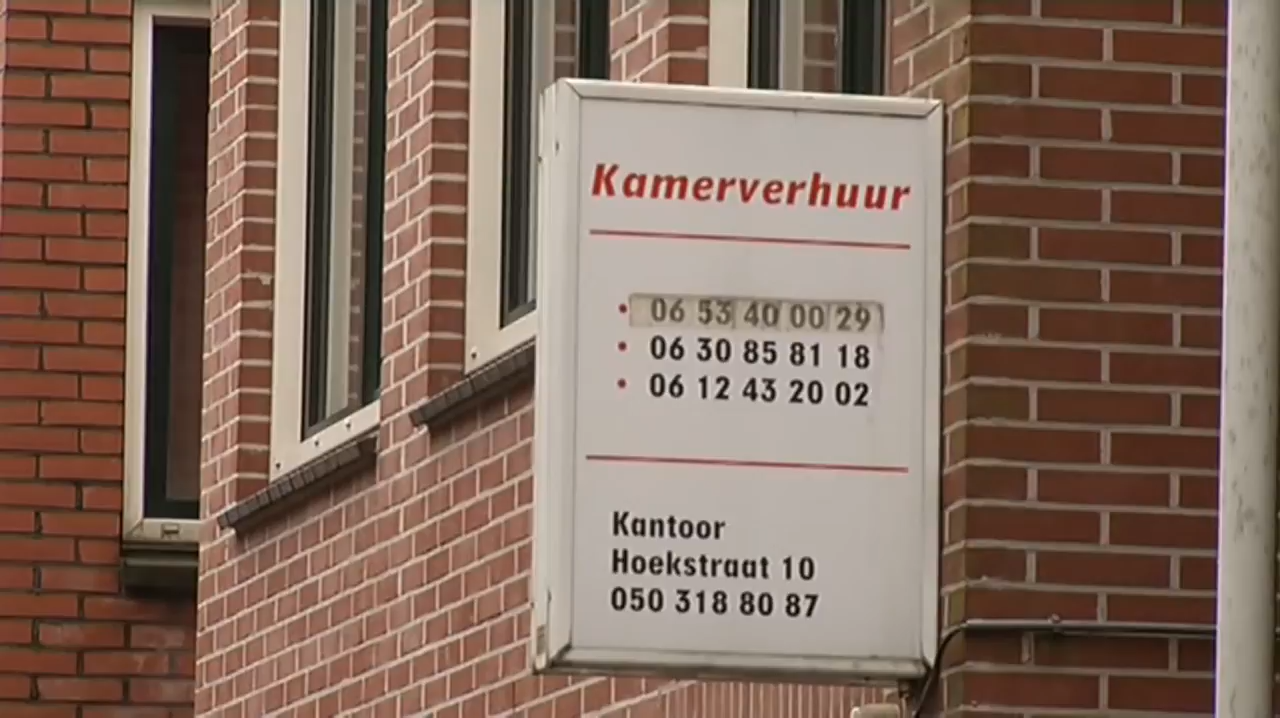 Kamerverhuur
• 06 53 40 00 29
• 06 30 85 81 18
• 06 12 43 20 02
Kantoor
Hoekstraat 10
050 318 80 87